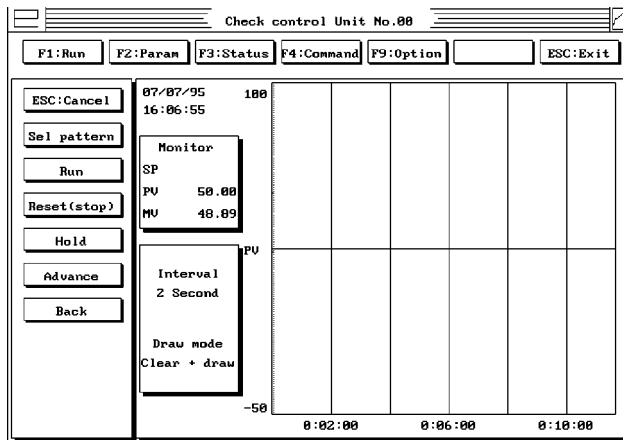 Check control Unit No.00
F1:Run F2:Param F3:Status F4:Command F9:Option ESC:Exit
ESC:Cancel
Sel pattern
Run
Reset(stop)
Hold
Advance
Back
07/07/95
16:06:55
Monitor
SP
PV 50.00
MV 48.89
Interval
2 Second
Draw mode
Clear + draw
100
PV
-50
0:02:00 0:06:00 0:10:00